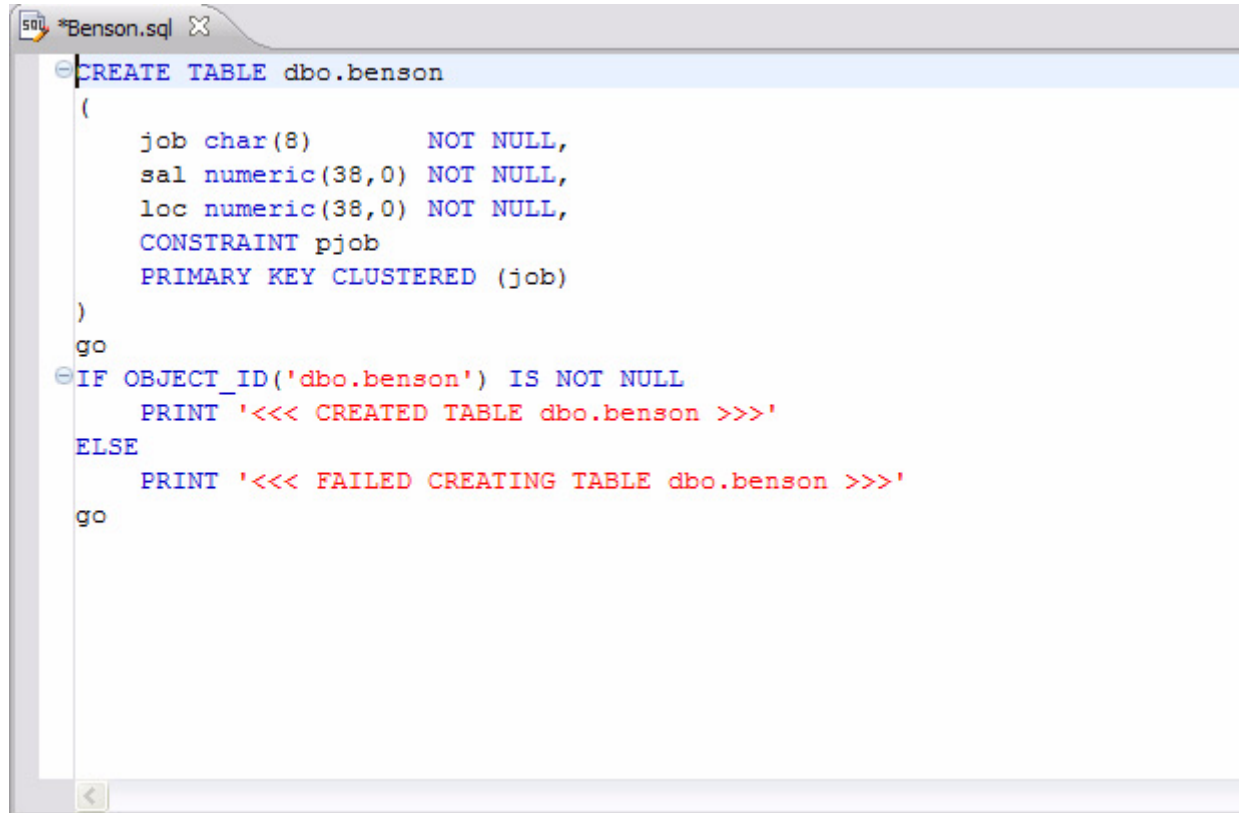 *Benson.sql
CREATE TABLE dbo.benson
(
    job char(8)       NOT NULL,
    sal numeric(38,0) NOT NULL,
    loc numeric(38,0) NOT NULL,
    CONSTRAINT pjob
    PRIMARY KEY CLUSTERED (job)
)
go
IF OBJECT_ID('dbo.benson') IS NOT NULL
    PRINT '<<< CREATED TABLE dbo.benson >>>'
ELSE
    PRINT '<<< FAILED CREATING TABLE dbo.benson >>>'
go